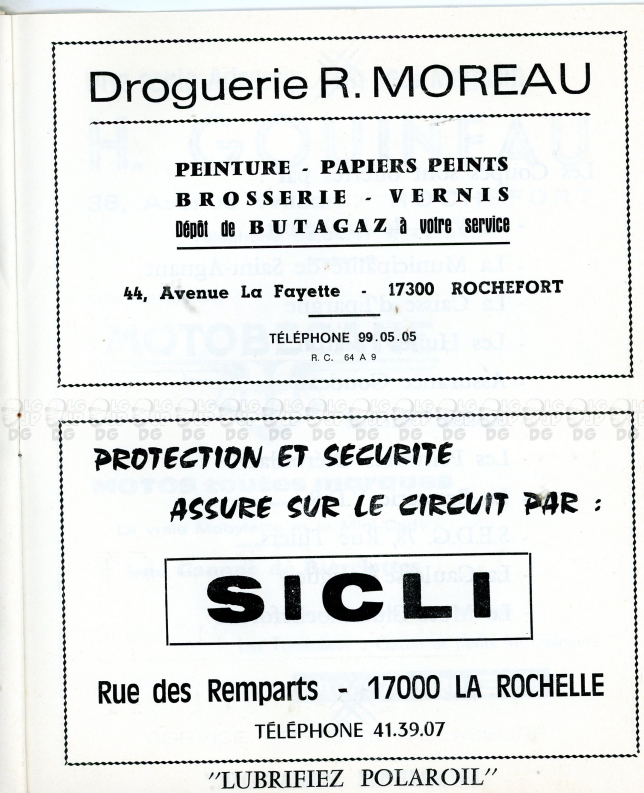 Droguerie R. MOREAU
PEINTURE - PAPIERS PEINTS
BROSSERIE - VERNIS
Dépôt de BUTAGAZ à votre service
44, Avenue La Fayette - 17300 ROCHEFORT
TÉLÉPHONE 99.05.05
R. C. 64 A 9
PROTECTION ET SECURITE
ASSURE SUR LE CIRCUIT PAR :
SICLI
Rue des Remparts - 17000 LA ROCHELLE
TÉLÉPHONE 41.39.07
"LUBRIFIEZ POLAROIL"